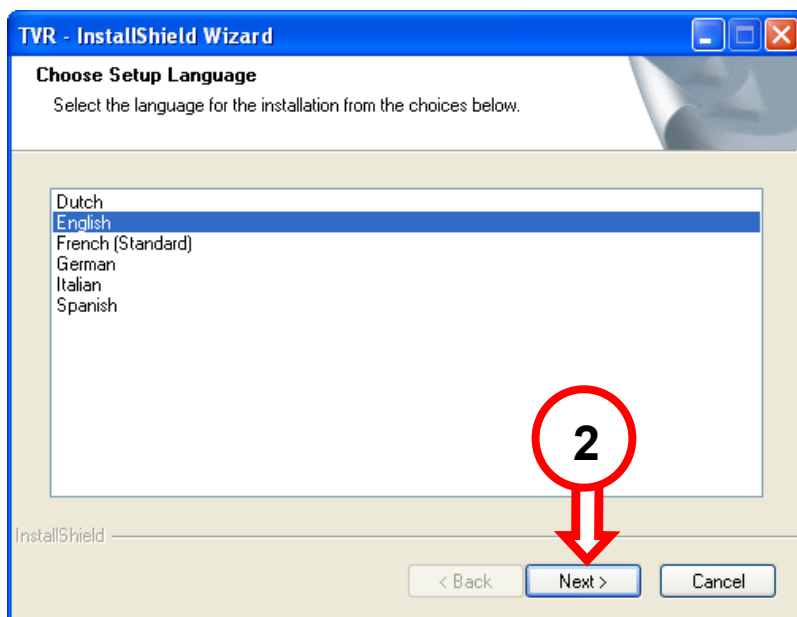 TVR - InstallShield Wizard
Choose Setup Language
Select the language for the installation from the choices below.
Dutch
English
French (Standard)
German
Italian
Spanish
2
InstallShield
< Back
Next >
Cancel